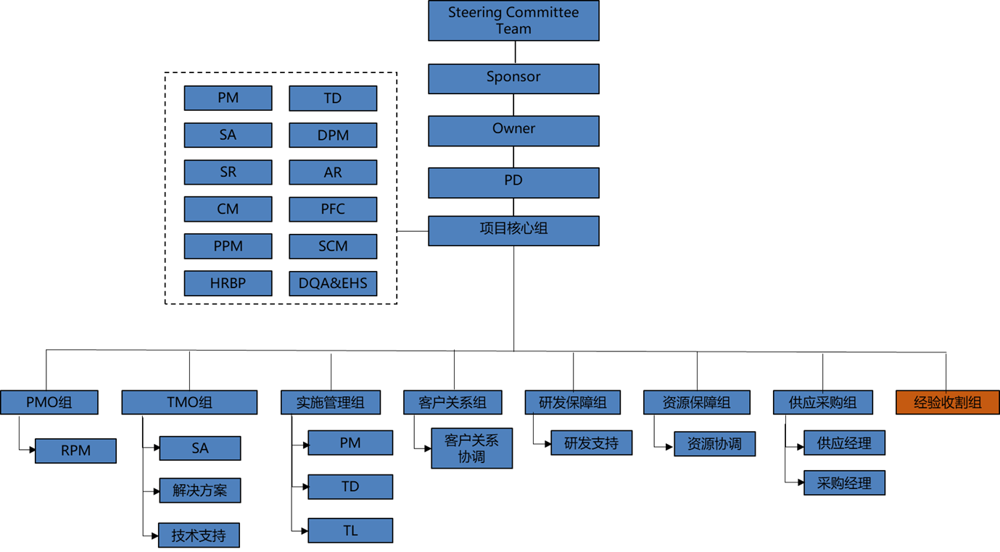 Steering Committee
Team
Sponsor
Owner
PD
项目核心组
PM
TD
SA
DPM
SR
AR
CM
PFC
PPM
SCM
HRBP
DQA&EHS
PMO组
TMO组
实施管理组
客户关系组
研发保障组
资源保障组
供应采购组
经验收割组
RPM
SA
解决方案
技术支持
PM
TD
TL
客户关系
协调
研发支持
资源协调
供应经理
采购经理